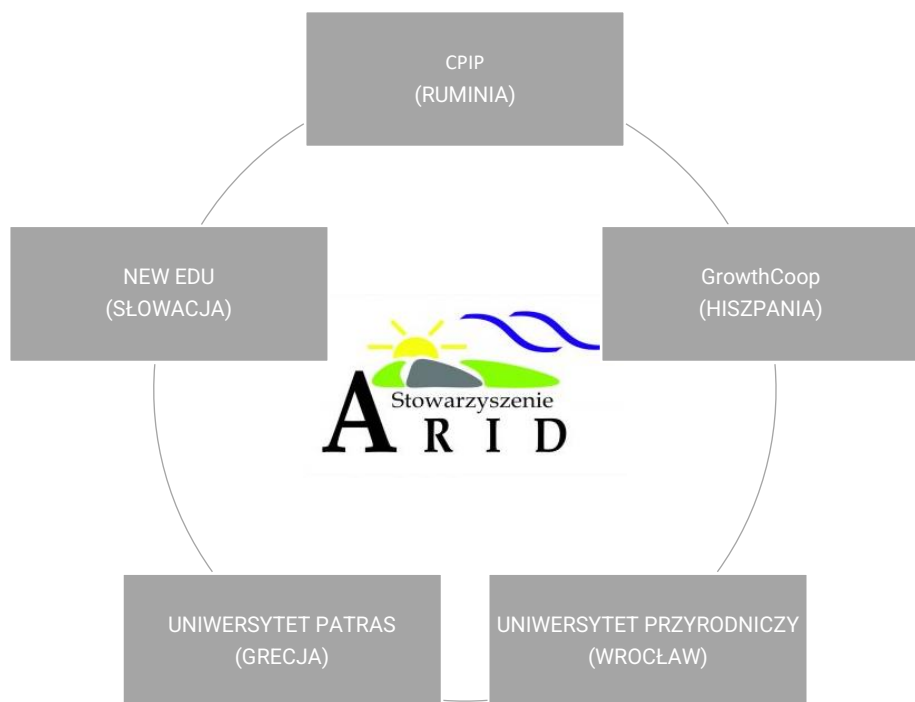 CPIP
(RUMINIA)
NEW EDU
(SŁOWACJA)
GrowthCoop
(HISZPANIA)
Stowarzyszenie
ARID
UNIWERSYTET PATRAS
(GRECJA)
UNIWERSYTET PRZYRODNICZY
(WROCŁAW)